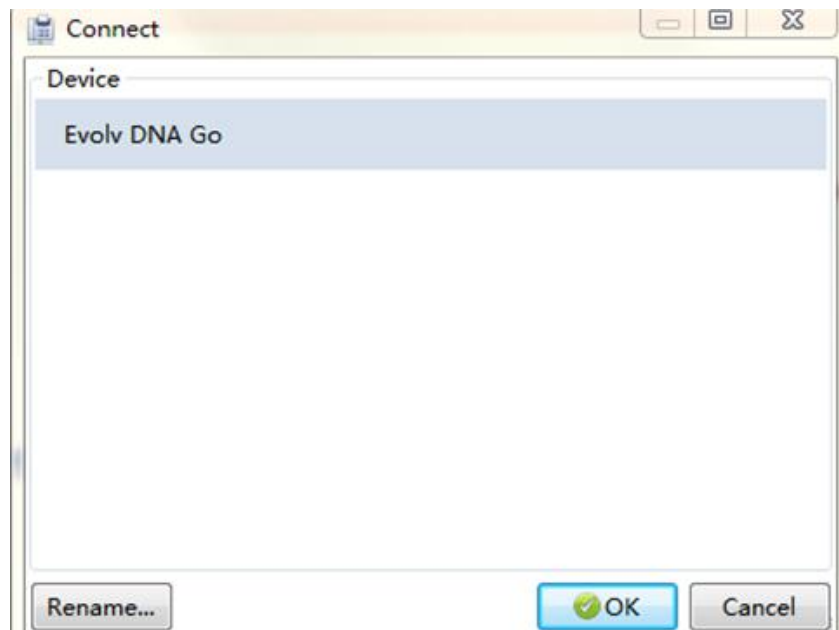 Connect
Device
Evolv DNA Go
Rename...
OK
Cancel